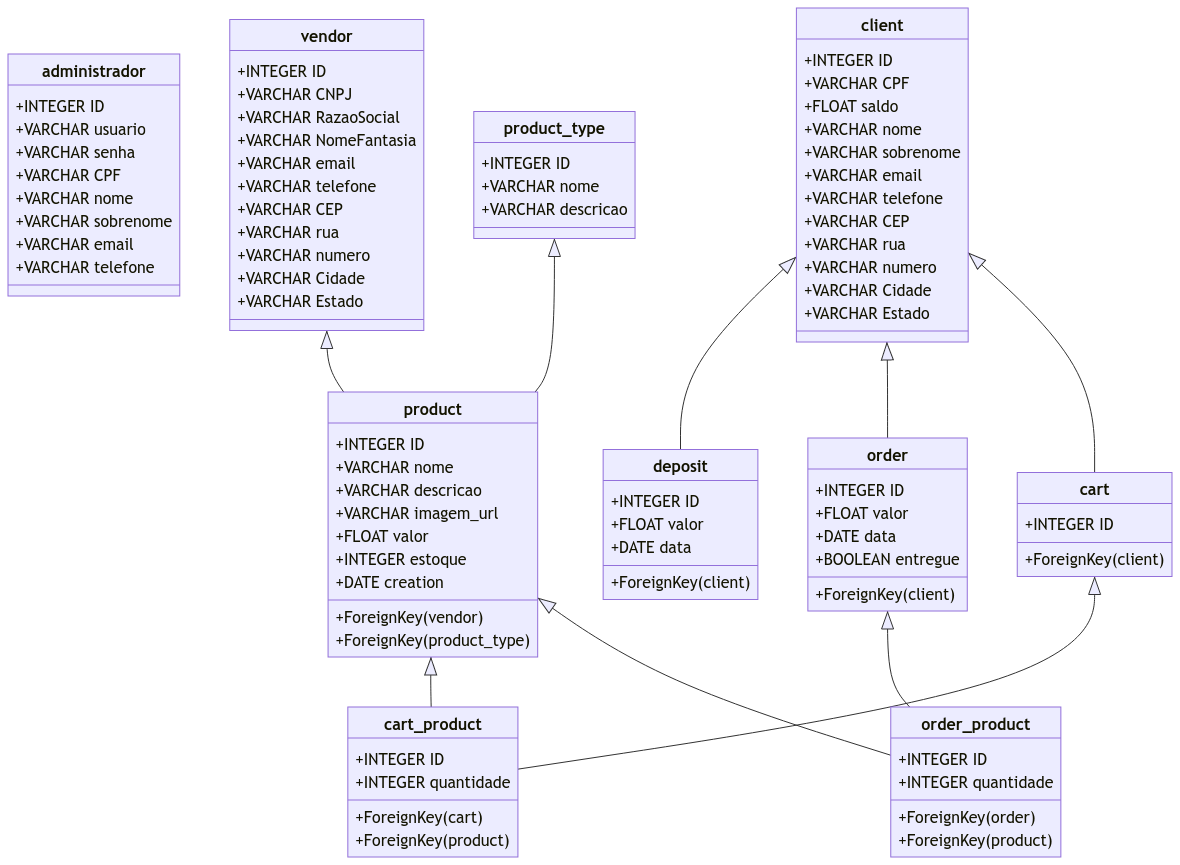 administrador
+INTEGER ID
+VARCHAR usuario
+VARCHAR senha
+VARCHAR CPF
+VARCHAR nome
+VARCHAR sobrenome
+VARCHAR email
+VARCHAR telefone
vendor
+INTEGER ID
+VARCHAR CNPJ
+VARCHAR RazaoSocial
+VARCHAR NomeFantasia
+VARCHAR email
+VARCHAR telefone
+VARCHAR CEP
+VARCHAR rua
+VARCHAR numero
+VARCHAR Cidade
+VARCHAR Estado
product_type
+INTEGER ID
+VARCHAR nome
+VARCHAR descricao
client
+INTEGER ID
+VARCHAR CPF
+FLOAT saldo
+VARCHAR nome
+VARCHAR sobrenome
+VARCHAR email
+VARCHAR telefone
+VARCHAR CEP
+VARCHAR rua
+VARCHAR numero
+VARCHAR Cidade
+VARCHAR Estado
product
+INTEGER ID
+VARCHAR nome
+VARCHAR descricao
+VARCHAR imagem_url
+FLOAT valor
+INTEGER estoque
+DATE creation
+ForeignKey(vendor)
+ForeignKey(product_type)
deposit
+INTEGER ID
+FLOAT valor
+DATE data
+ForeignKey(client)
order
+INTEGER ID
+FLOAT valor
+DATE data
+BOOLEAN entregue
+ForeignKey(client)
cart
+INTEGER ID
+ForeignKey(client)
cart_product
+INTEGER ID
+INTEGER quantidade
+ForeignKey(cart)
+ForeignKey(product)
order_product
+INTEGER ID
+INTEGER quantidade
+ForeignKey(order)
+ForeignKey(product)